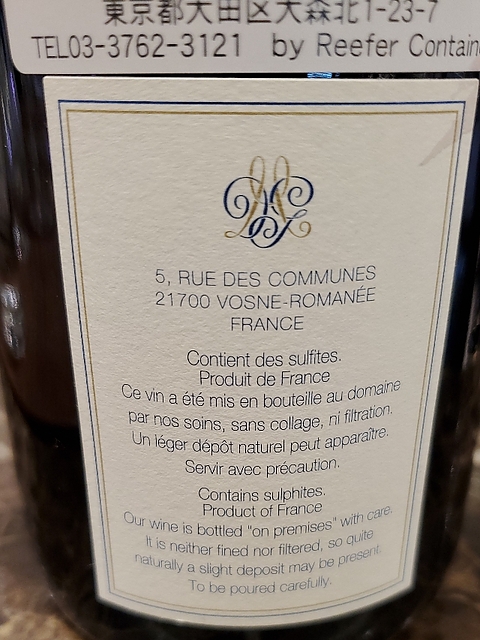 東京都大田区大森北1-23-7
TEL03-3762-3121 by Reefer
5, RUE DES COMMUNES
21700 VOSNE-ROMANÉE
FRANCE
Contient des sulfites.
Produit de France
Ce vin a été mis en bouteille au domaine
par nos soins, sans collage, ni filtration.
Un léger dépôt naturel peut apparaître.
Servir avec précaution.
Contains sulphites.
Product of France
Our wine is bottled "on premises" with care.
It is neither fined nor filtered, so quite
naturally a slight deposit may be present.
To be poured carefully.